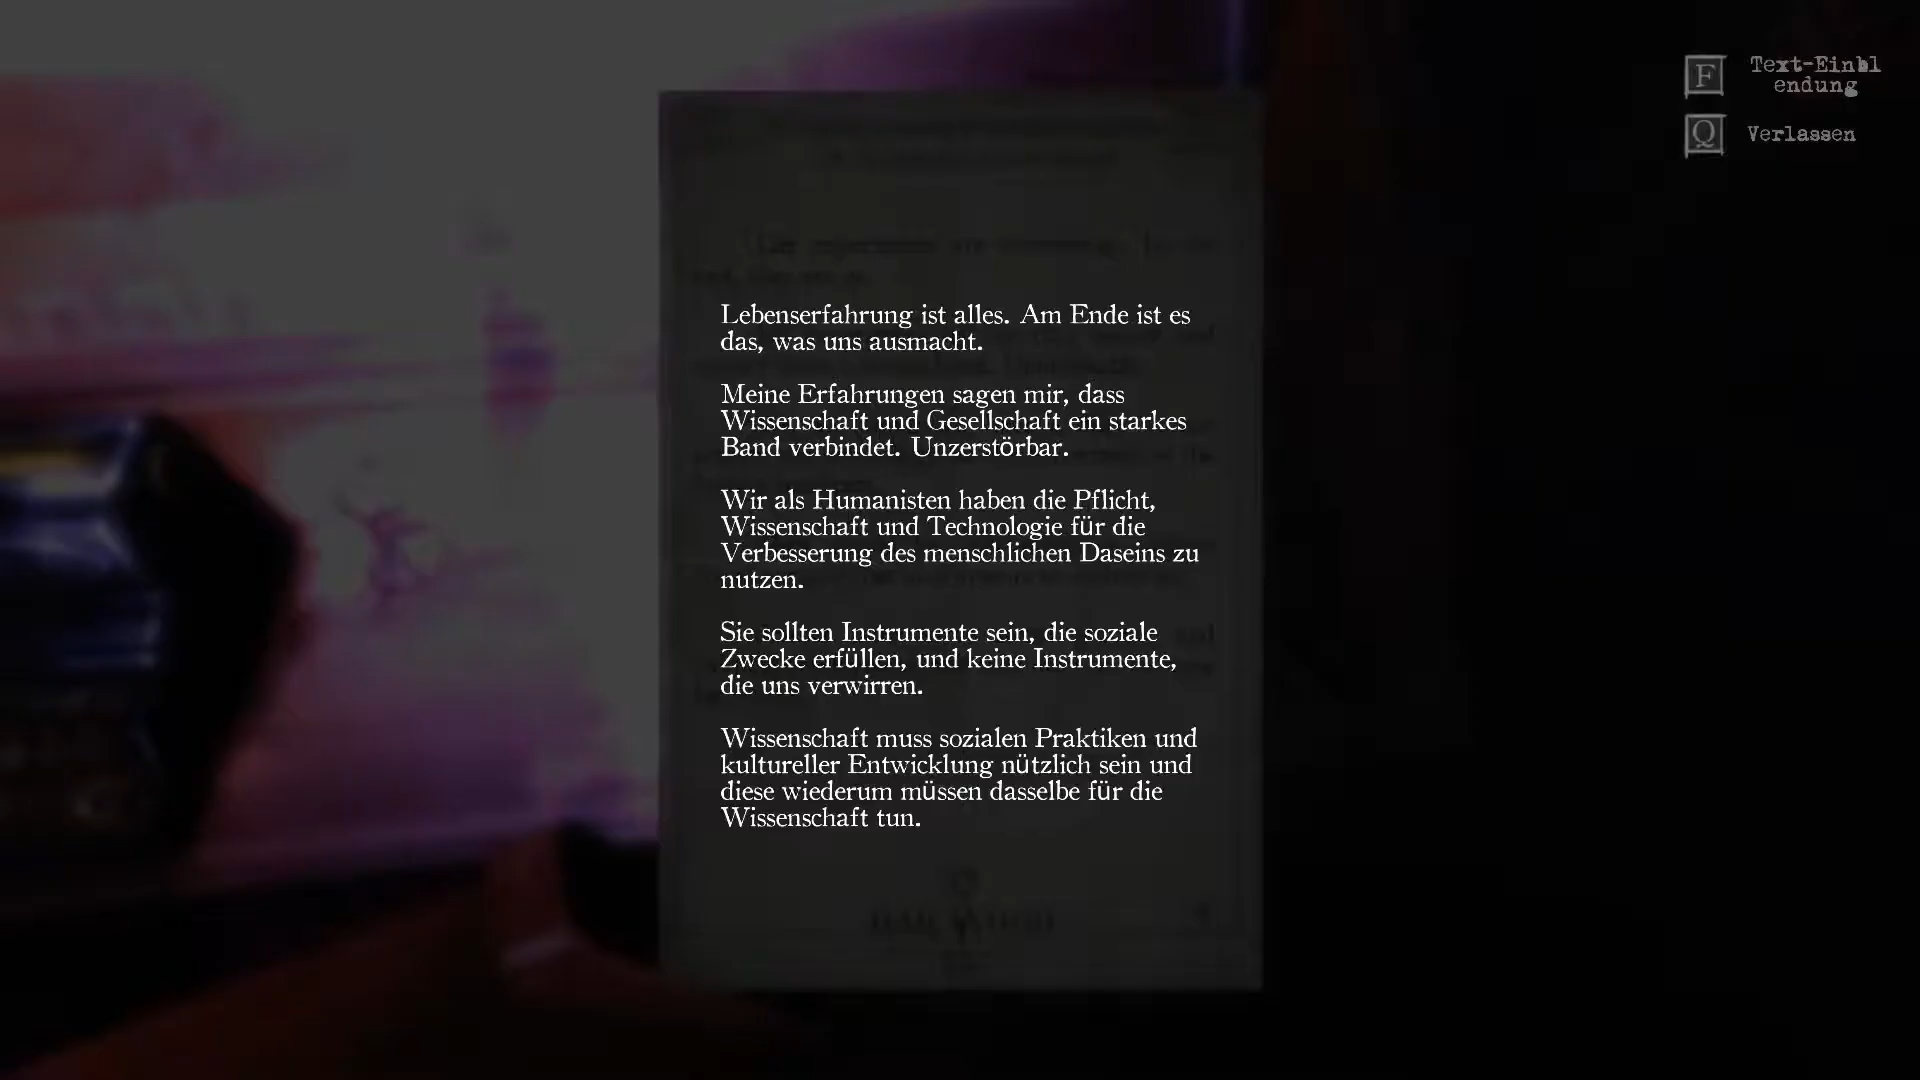 Text-Einbl
endung
Verlassen
Lebenserfahrung ist alles. Am Ende ist es
das, was uns ausmacht.
Meine Erfahrungen sagen mir, dass
Wissenschaft und Gesellschaft ein starkes
Band verbindet. Unzerstörbar.
Wir als Humanisten haben die Pflicht,
Wissenschaft und Technologie für die
Verbesserung des menschlichen Daseins zu
nutzen.
Sie sollten Instrumente sein, die soziale
Zwecke erfüllen, und keine Instrumente,
die uns verwirren.
Wissenschaft muss sozialen Praktiken und
kultureller Entwicklung nützlich sein und
diese wiederum müssen dasselbe für die
Wissenschaft tun.
F
Q